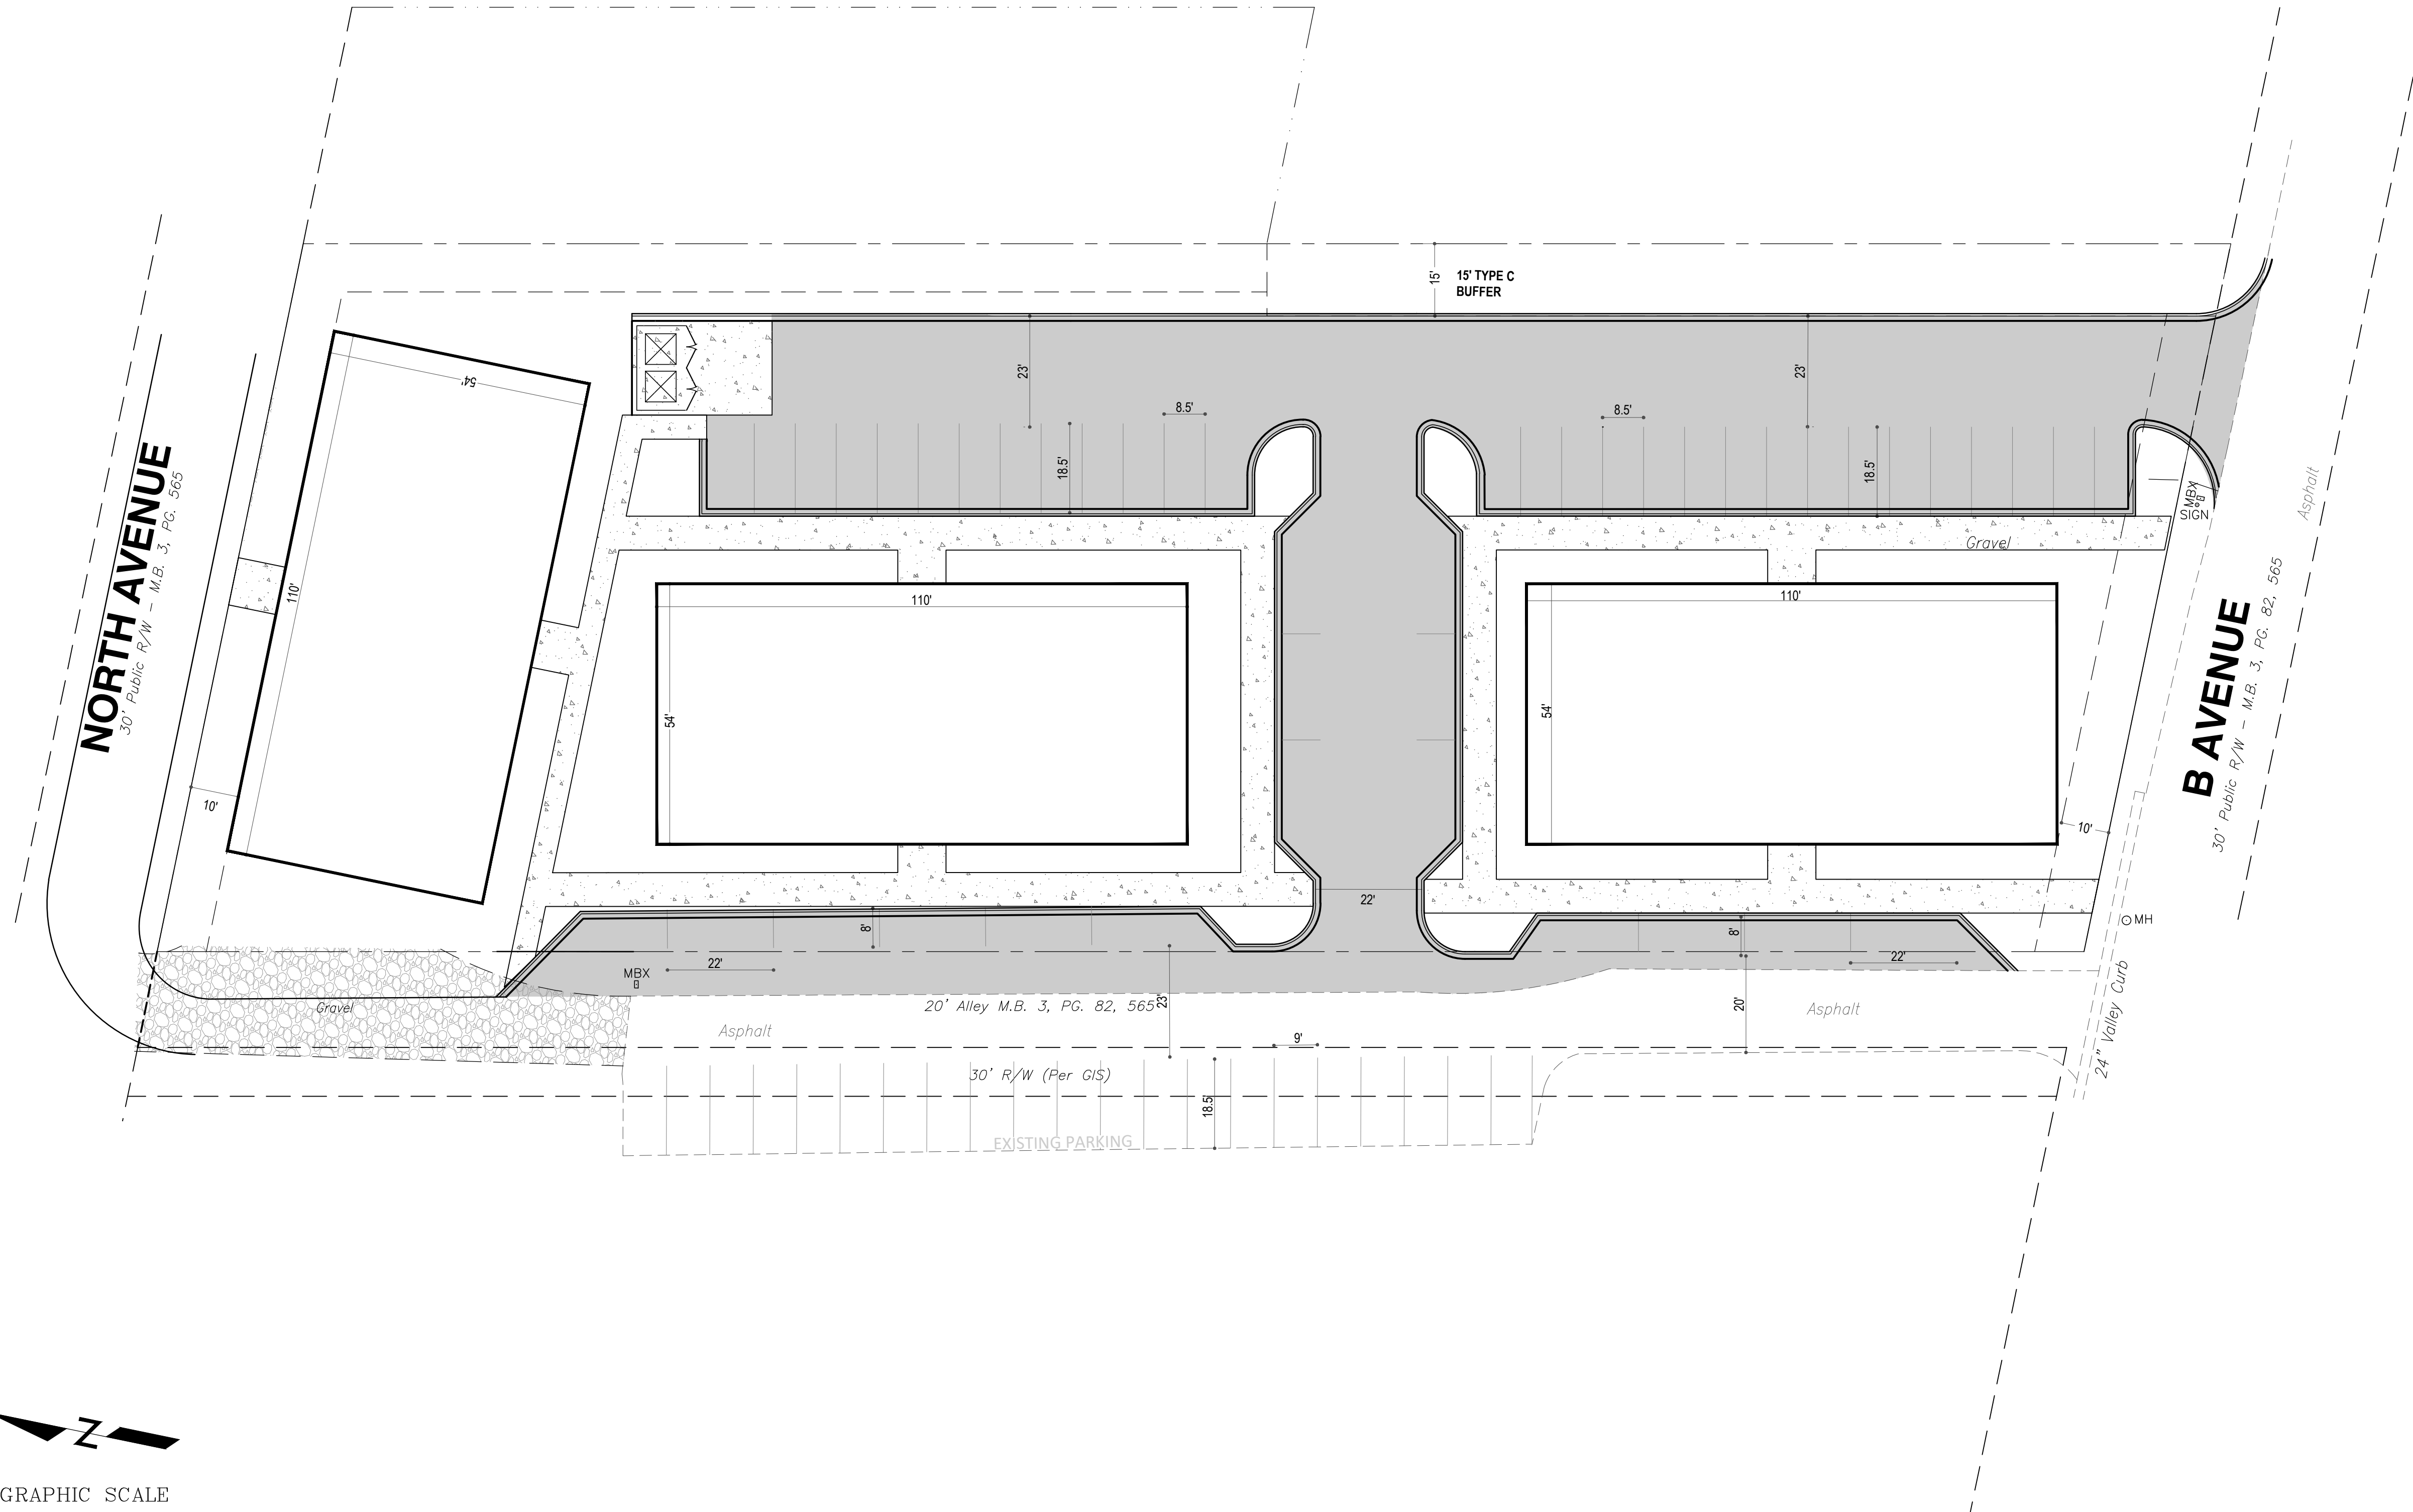 15'
15' TYPE C
BUFFER
54'
23'
23'
8.5'
8.5'
18.5'
18.5'
NORTH AVENUE
30' Public R/W - M.B. 3, PG. 565
110'
10'
MBX
SIGN
Asphalt
Gravel
110'
110'
54'
54'
B AVENUE
30' Public R/W - M.B. 3, PG. 82, 565
10'
22'
8'
8'
MH
22'
22'
MBX
Gravel
20' Alley M.B. 3, PG. 82, 565
23'
20'
Asphalt
Asphalt
24" Valley Curb
9'
30' R/W (Per GIS)
18.5'
EXISTING PARKING
N
GRAPHIC SCALE